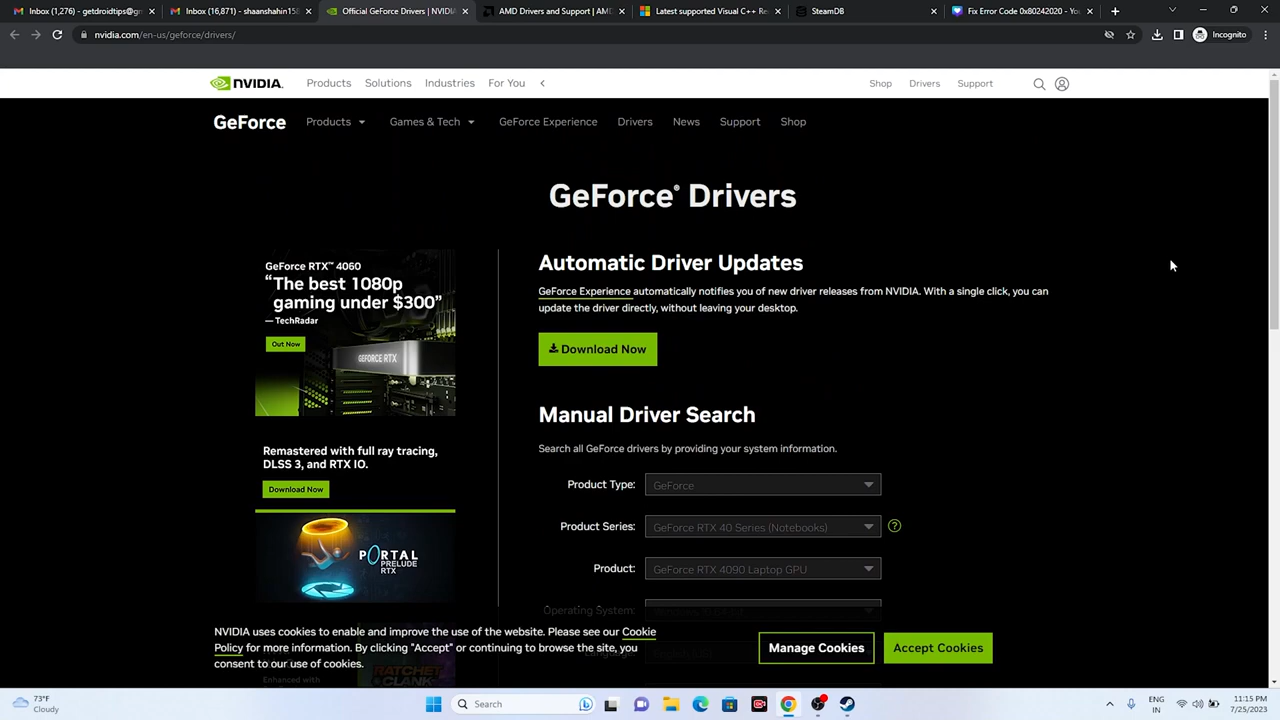 Inbox (1,276) - getdroidtips@gr
Inbox (16,871) - shaanshahin158
Official GeForce Drivers | NVIDIA
AMD Drivers and Support | AM
Latest supported Visual C++ Re
SteamDB
Fix Error Code 0x80242020 - Yo
nvidia.com/en-us/geforce/drivers/
Incognito
NVIDIA.
Products
Solutions
Industries
For You
Shop
Drivers
Support
GeForce
Products
Games & Tech
GeForce Experience
Drivers
News
Support
Shop
GeForce® Drivers
GeForce RTX™ 4060
“The best 1080p
gaming under $300”
— TechRadar
Out Now
GEFORCE RTX
Remastered with full ray tracing,
DLSS 3, and RTX IO.
Download Now
PORTAL
PRELUDE
RTX
Enhanced with
RATCHET
CLANK
Automatic Driver Updates
GeForce Experience automatically notifies you of new driver releases from NVIDIA. With a single click, you can
update the driver directly, without leaving your desktop.
Download Now
Manual Driver Search
Search all GeForce drivers by providing your system information.
Product Type: GeForce
Product Series: GeForce RTX 40 Series (Notebooks) ?
Product: GeForce RTX 4090 Laptop GPU
Operating System: Windows 10 64-bit
Language: English (US)
NVIDIA uses cookies to enable and improve the use of the website. Please see our Cookie
Policy for more information. By clicking "Accept" or continuing to browse the site, you
consent to our use of cookies.
Manage Cookies
Accept Cookies
73°F
Cloudy
Search
ENG
IN
11:15 PM
7/25/2023